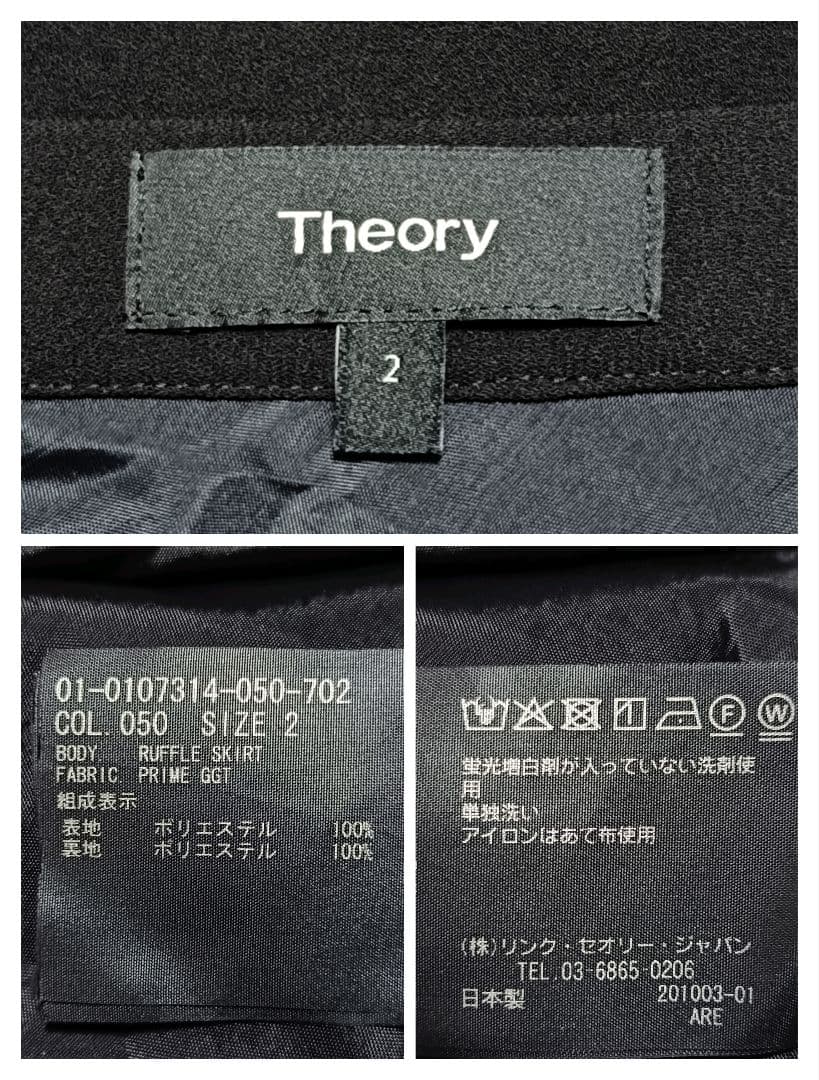 Theory
2
01-0107314-050-702
COL.050 SIZE 2
BODY RUFFLE SKIRT
FABRIC PRIME GGT
組成表示
表地 ポリエステル 100%
裏地 ポリエステル 100%
F W
蛍光増白剤が入っていない洗剤使
用
単独洗い
アイロンはあて布使用
(株)リンク・セオリー・ジャパン
TEL.03-6865-0206
日本製 201003-01
ARE